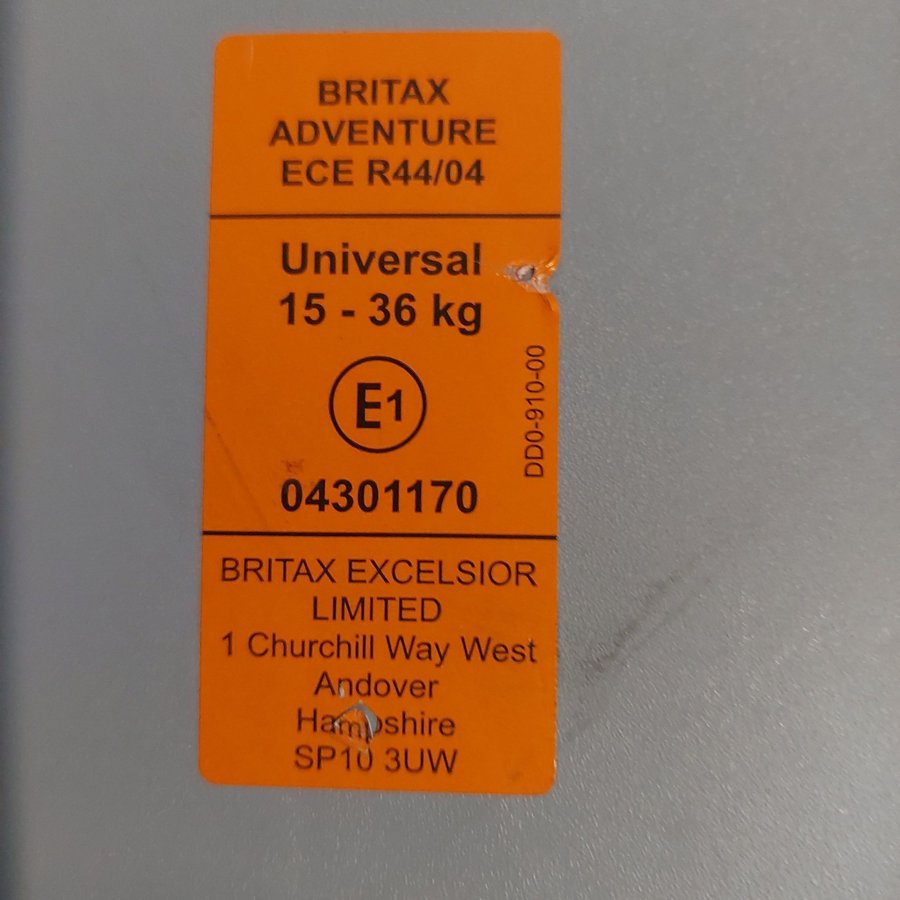 BRITAX
ADVENTURE
ECE R44/04
Universal
15 - 36 kg
E1
DD0-910-00
04301170
BRITAX EXCELSIOR
LIMITED
1 Churchill Way West
Andover
Hampshire
SP10 3UW